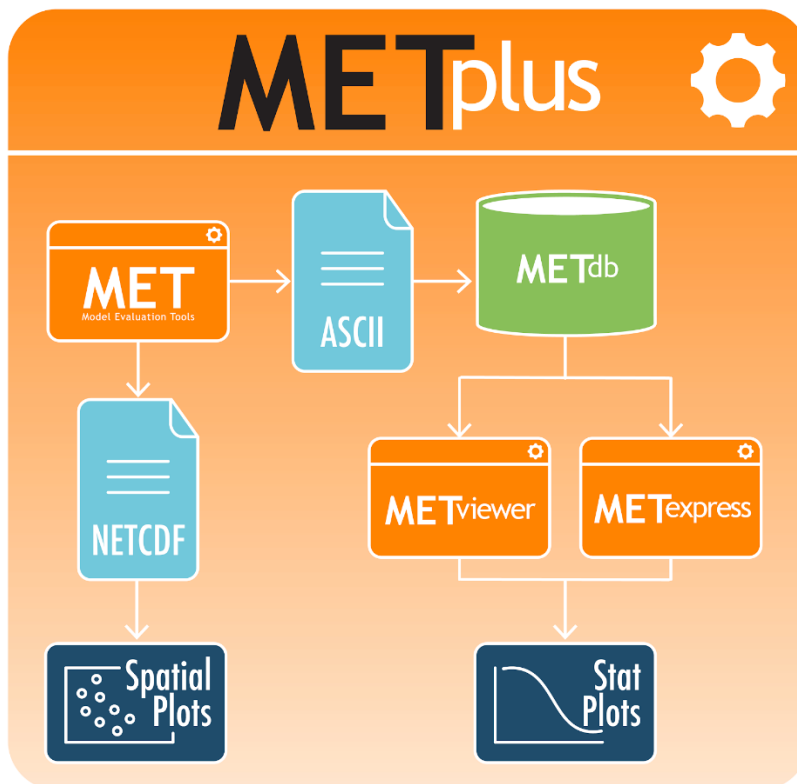 METplus
MET
Model Evaluation Tools
ASCII
METdb
NETCDF
METviewer
METexpress
Spatial
Plots
Stat
Plots